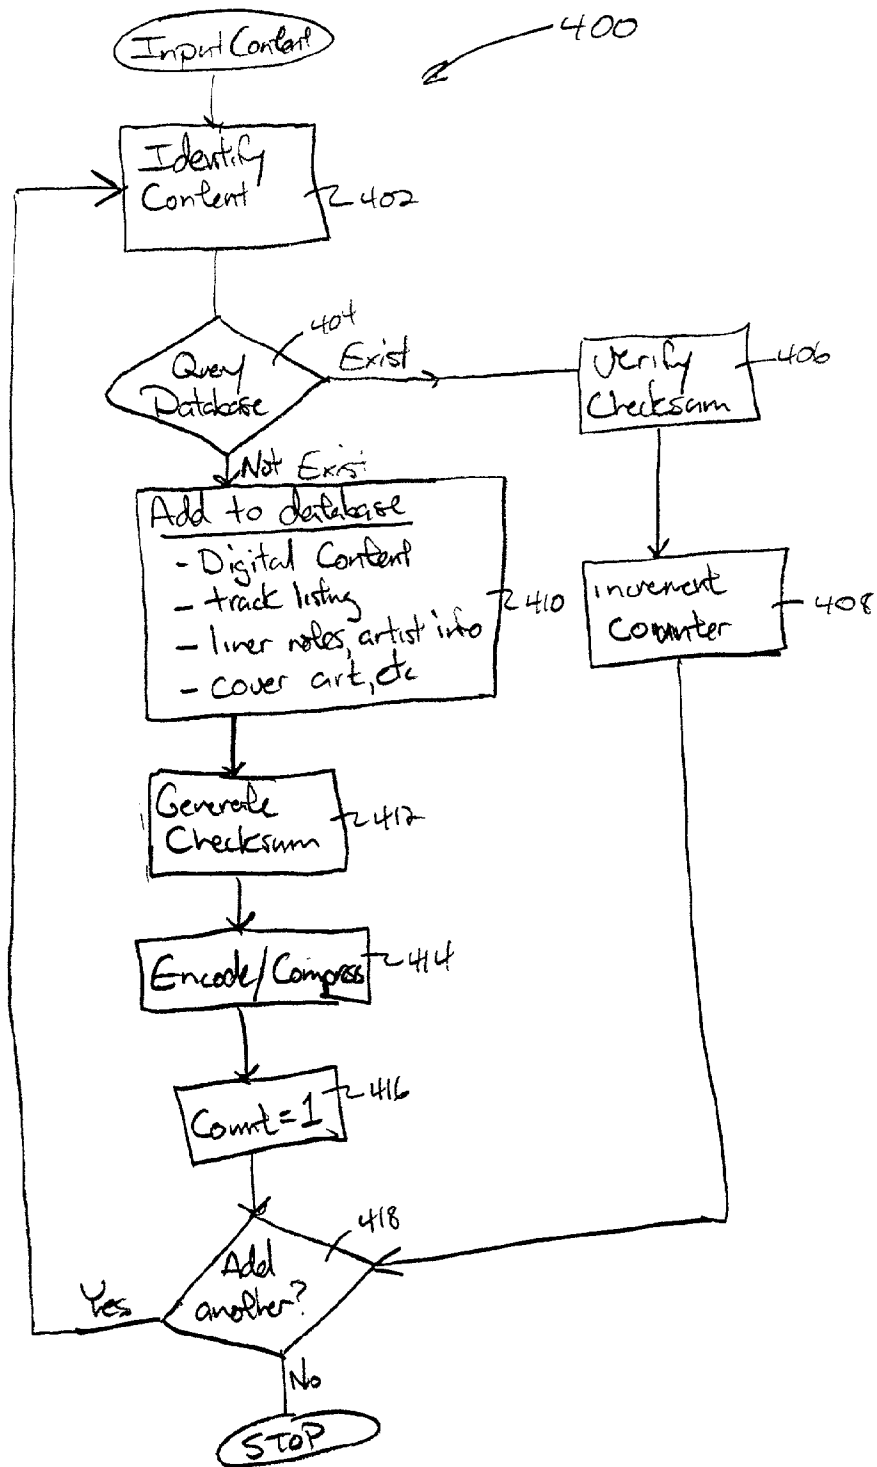 Input Content
400
Identify
Content
402
404
Query
Database
Exist
Verify
Checksum
406
Not Exist
Add to database
- Digital Content
- track listing
- liner notes, artist info
- cover art, etc
410
increment
Counter
408
Generate
Checksum
412
Encode/Compress
414
Count=1
416
418
Add
another?
Yes
No
STOP